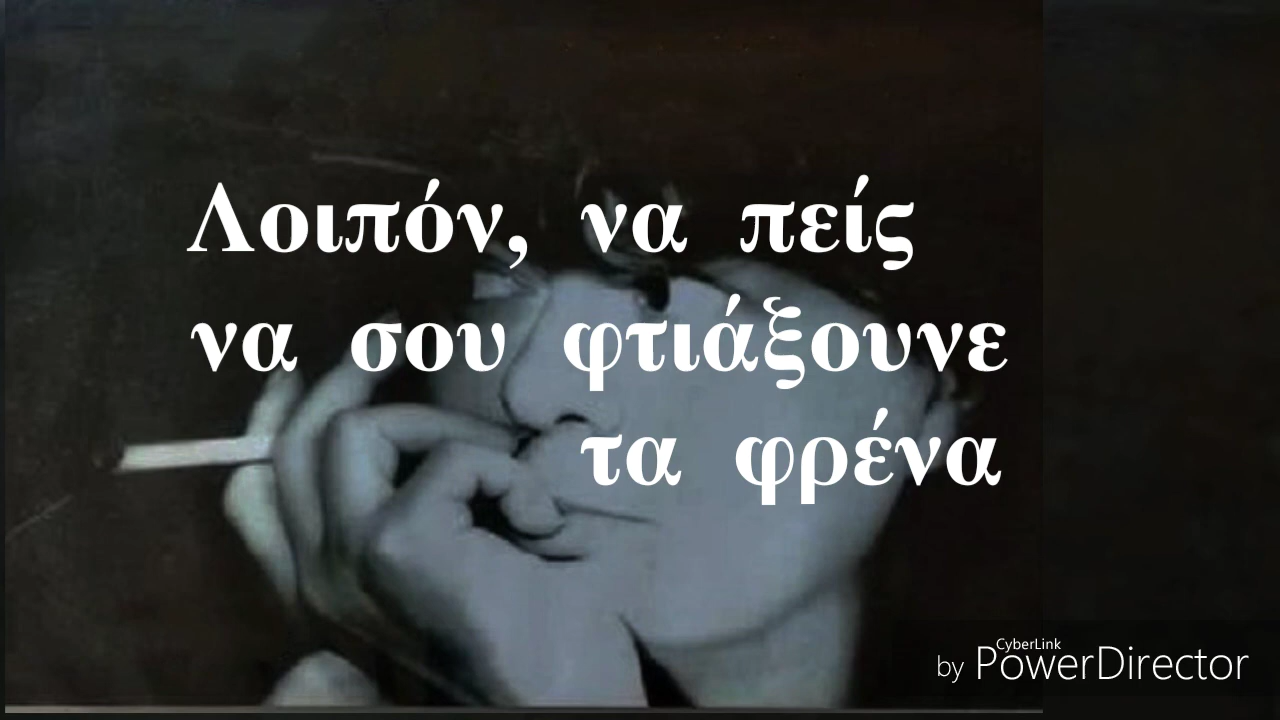 Λοιπόν, να πείς
να σου φτιάξουνε
τα φρένα
CyberLink
by PowerDirector